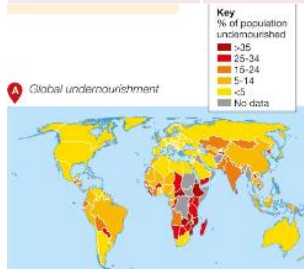 Key
% of population
undernourished
>35
25-34
15-24
5-14
<5
No data
A Global undernourishment